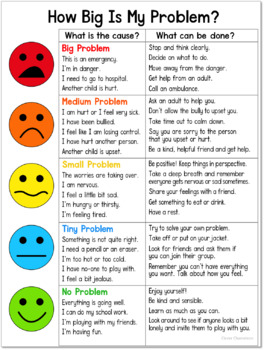 How Big Is My Problem?
What is the cause?
What can be done?
Big Problem
This is an emergency.
I'm in danger.
I need to go to hospital.
Another child is hurt.
Stop and think clearly.
Decide on what to do.
Move away from the danger.
Get help from an adult.
Call an ambulance.
Medium Problem
I am hurt or I feel very sick.
I have been bullied.
I feel like I am losing control.
I have hurt another person.
Another child is upset.
Ask an adult to help you.
Don't allow the bully to upset you.
Take time out to calm down.
Say you are sorry to the person
that you upset or hurt.
Be a kind, helpful friend and get help.
Small Problem
The worries are taking over.
I am nervous.
I feel a little bit sad.
I'm hungry or thirsty.
I'm feeling tired.
Be positive! Keep things in perspective.
Take a deep breath and remember
everyone gets nervous or sad sometimes.
Share your feelings with a friend.
Get something to eat or drink.
Have a rest.
Tiny Problem
Something is not quite right.
I need a pencil or an eraser.
I'm too hot or too cold.
I have no-one to play with.
I feel a bit jealous.
Try to solve your own problem.
Take off or put on your jacket.
Look for friends and ask them if
you can join their group.
Remember you can't have everything
you want. Talk about how you feel.
No Problem
Everything is going well.
I can do my school work.
I'm playing with my friends.
I'm having fun.
Enjoy yourself!
Be kind and sensible.
Learn as much as you can.
Look around to see if anyone looks a bit
lonely and invite them to play with you.